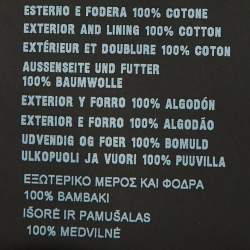 ESTERNO E FODERA 100% COTONE
EXTERIOR AND LINING 100% COTTON
EXTÉRIEUR ET DOUBLURE 100% COTON
AUSSENSEITE UND FUTTER
100% BAUMWOLLE
EXTERIOR Y FORRO 100% ALGODÓN
EXTERIOR E FORRO 100% ALGODÃO
UDVENDIG OG FOER 100% BOMULD
ULKOPUOLI JA VUORI 100% PUUVILLA
ΕΞΩΤΕΡΙΚΟ ΜΕΡΟΣ ΚΑΙ ΦΟΔΡΑ
100% ΒΑΜΒΑΚΙ
IŠORĖ IR PAMUŠALAS
100% MEDVILNĖ